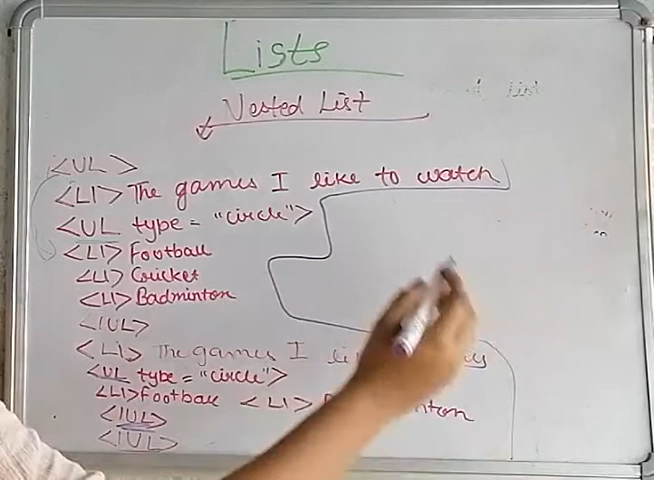 Lists
Nested List
<UL>
<LI> The games I like to watch
<UL type = "circle">
<LI> Football
<LI> Cricket
<LI> Badminton
</UL>
<LI> The games I
<UL type = "circle">
<LI> Football <LI>
</UL>
</UL>